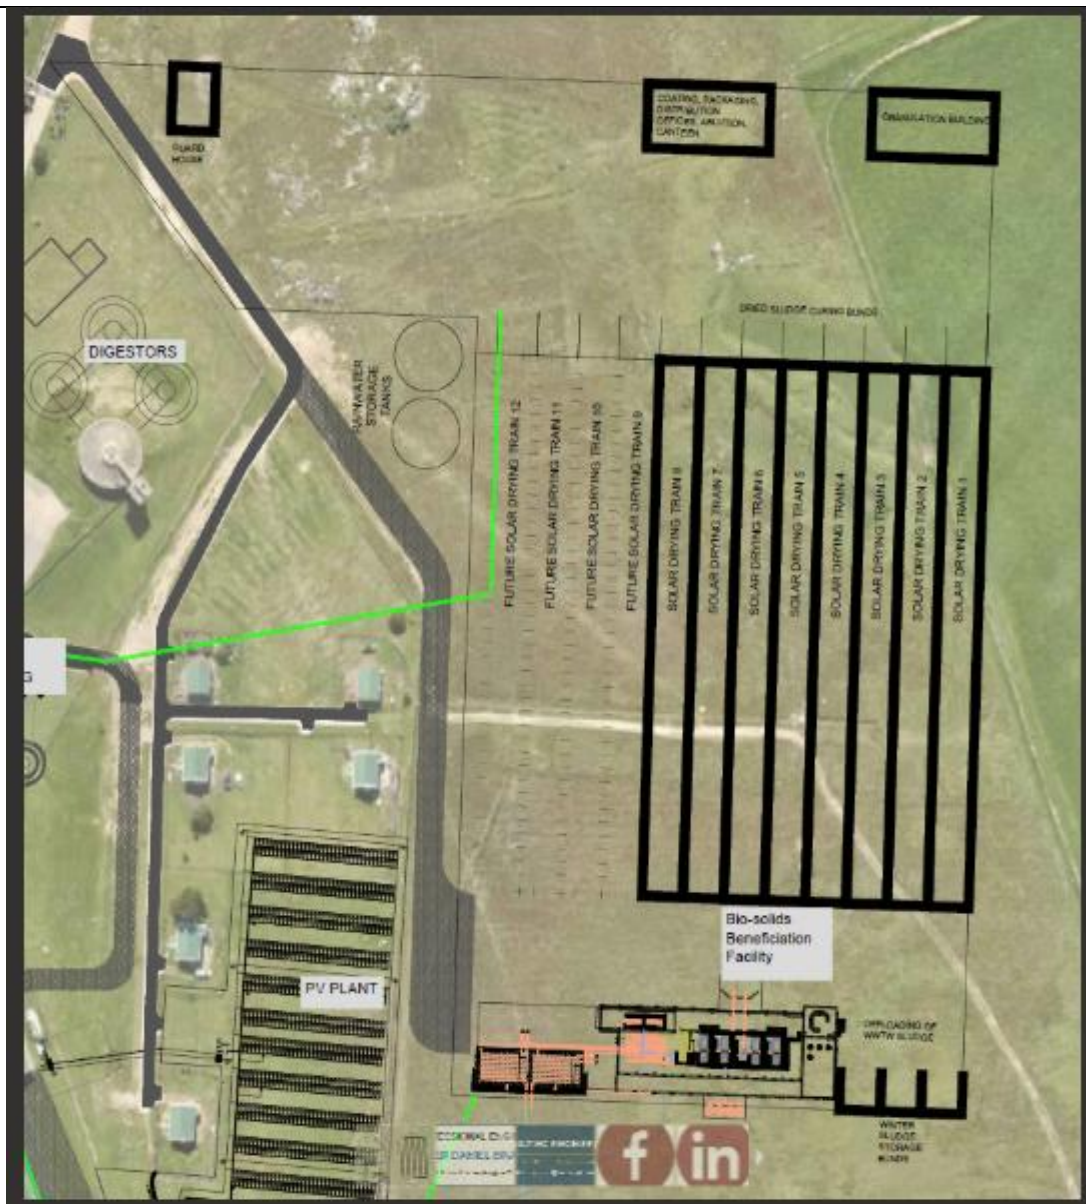 GUARD
HOUSE
COATING, PACKAGING,
DISTRIBUTION
OFFICES, ABLUTION,
CANTEEN
GRANULATION BUILDING
DRIED SLUDGE CURING BUNDS
DIGESTORS
RAINWATER
STORAGE
TANKS
FUTURE SOLAR DRYING TRAIN 12
FUTURE SOLAR DRYING TRAIN 11
FUTURE SOLAR DRYING TRAIN 10
FUTURE SOLAR DRYING TRAIN 9
SOLAR DRYING TRAIN 8
SOLAR DRYING TRAIN 7
SOLAR DRYING TRAIN 6
SOLAR DRYING TRAIN 5
SOLAR DRYING TRAIN 4
SOLAR DRYING TRAIN 3
SOLAR DRYING TRAIN 2
SOLAR DRYING TRAIN 1
G
Bio-solids
Beneficiation
Facility
PV PLANT
OFFLOADING OF
WWTW SLUDGE
WINTER
SLUDGE
STORAGE
BUNDS
f
in